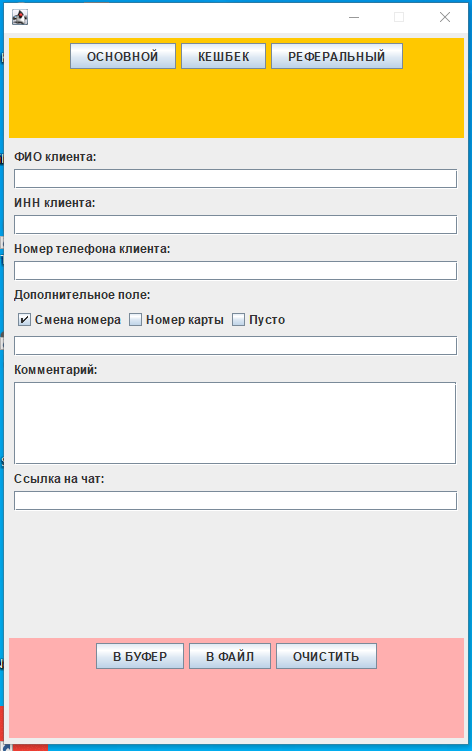 ОСНОВНОЙ КЕШБЕК РЕФЕРАЛЬНЫЙ
ФИО клиента:
ИНН клиента:
Номер телефона клиента:
Дополнительное поле:
Смена номера Номер карты Пусто
Комментарий:
Ссылка на чат:
В БУФЕР В ФАЙЛ ОЧИСТИТЬ